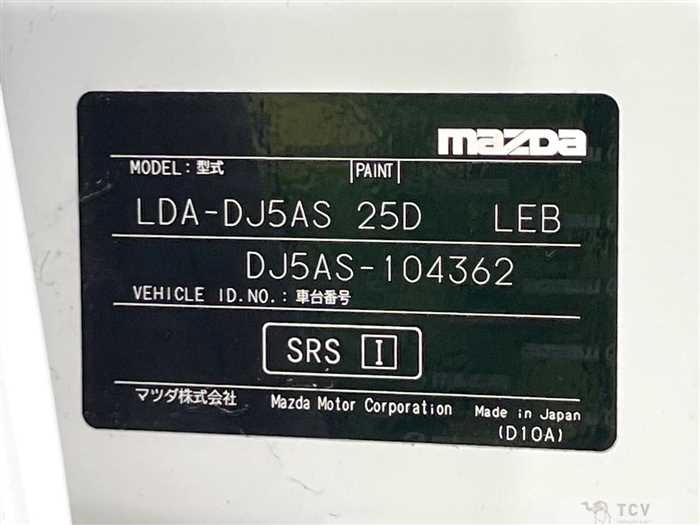 mazda
MODEL: 型式 PAINT
LDA-DJ5AS 25D LEB
DJ5AS-104362
VEHICLE ID.NO.: 車台番号
SRS I
マツダ株式会社 Mazda Motor Corporation Made in Japan
(D10A)
TCV